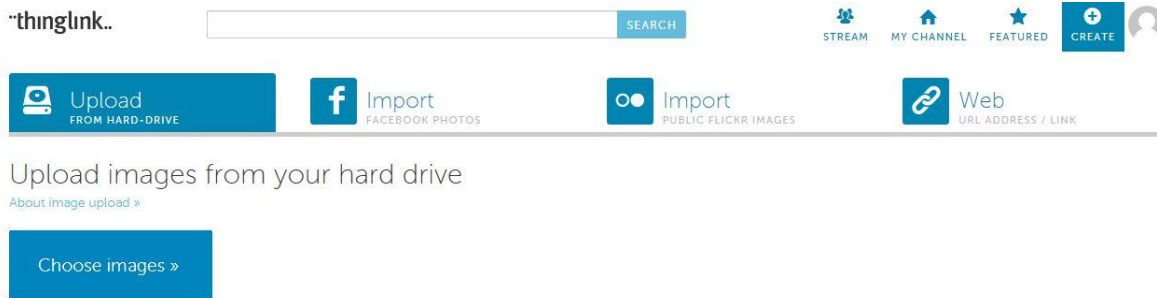 ¨thınglınk..
SEARCH
STREAM
MY CHANNEL
FEATURED
CREATE
Upload
FROM HARD-DRIVE
Import
FACEBOOK PHOTOS
Import
PUBLIC FLICKR IMAGES
Web
URL ADDRESS / LINK
Upload images from your hard drive
About image upload »
Choose images »